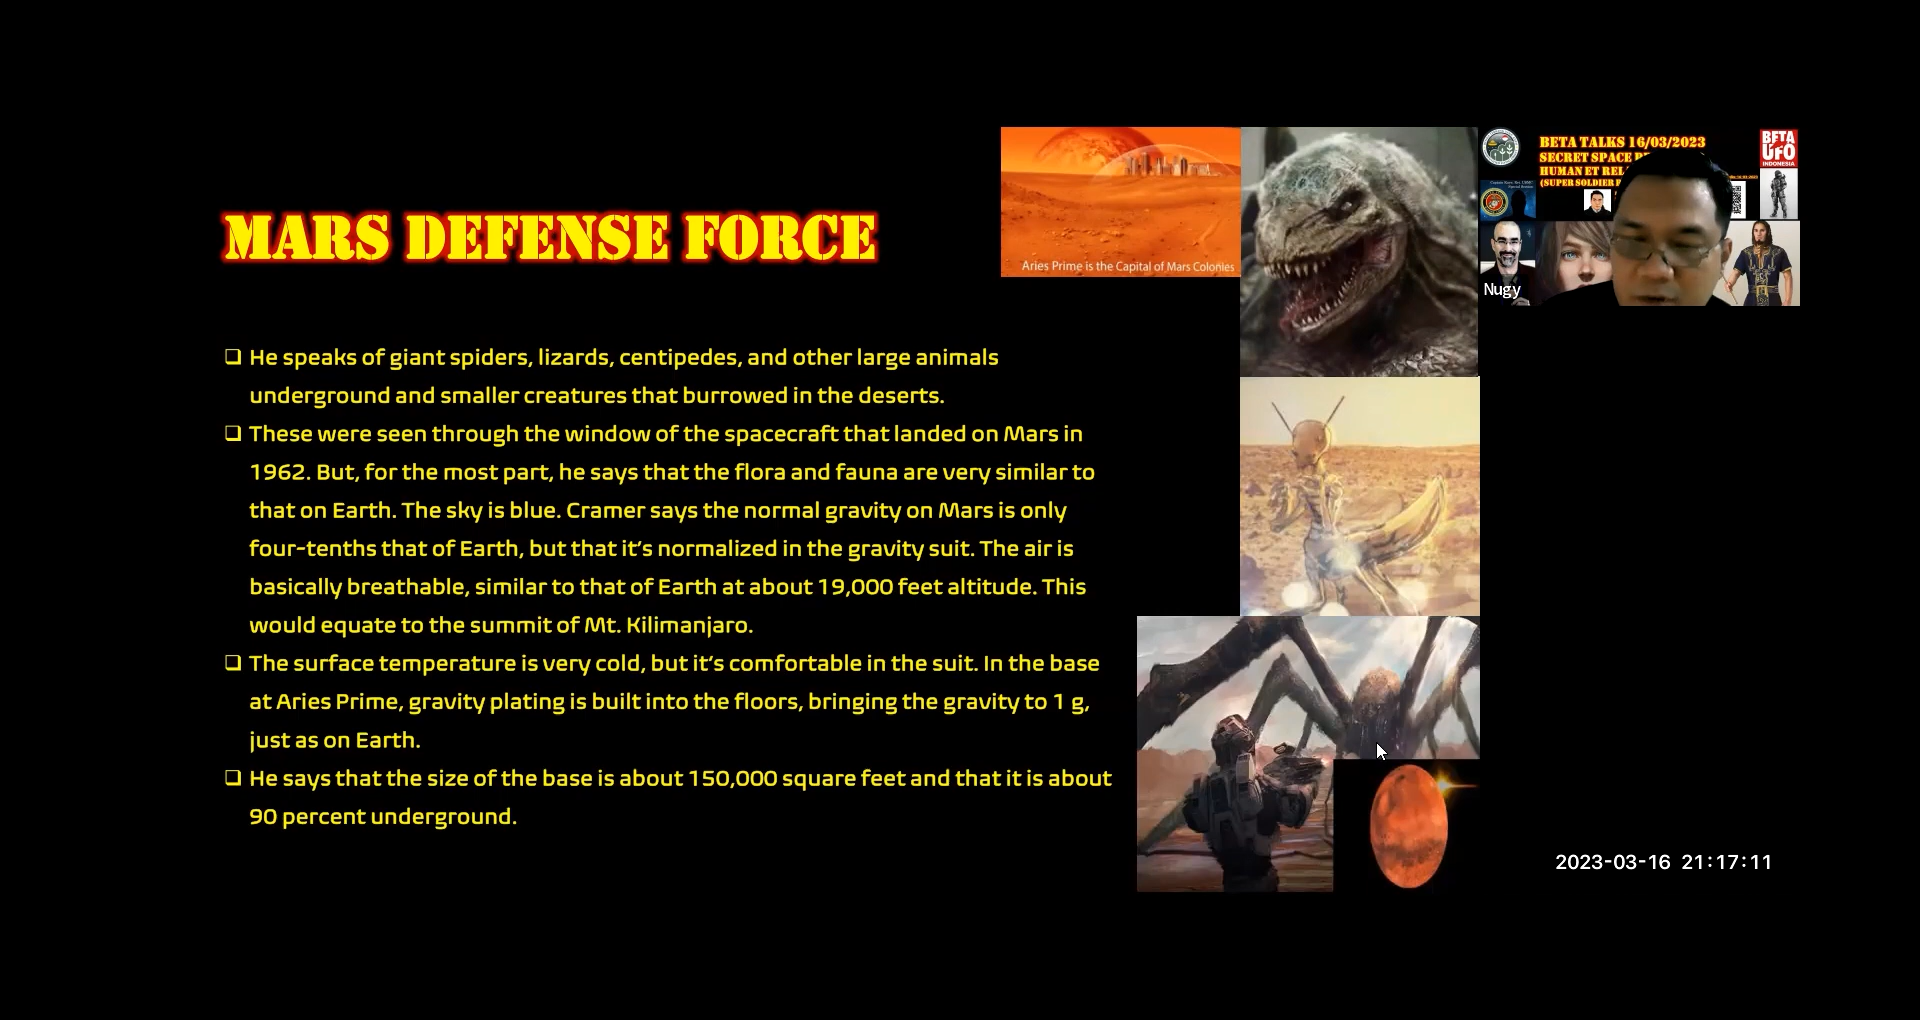 MARS DEFENSE FORCE
❑ He speaks of giant spiders, lizards, centipedes, and other large animals
underground and smaller creatures that burrowed in the deserts.
❑ These were seen through the window of the spacecraft that landed on Mars in
1962. But, for the most part, he says that the flora and fauna are very similar to
that on Earth. The sky is blue. Cramer says the normal gravity on Mars is only
four-tenths that of Earth, but that it's normalized in the gravity suit. The air is
basically breathable, similar to that of Earth at about 19,000 feet altitude. This
would equate to the summit of Mt. Kilimanjaro.
❑ The surface temperature is very cold, but it's comfortable in the suit. In the base
at Aries Prime, gravity plating is built into the floors, bringing the gravity to 1 g,
just as on Earth.
❑ He says that the size of the base is about 150,000 square feet and that it is about
90 percent underground.
Aries Prime is the Capital of Mars Colonies
BETA TALKS 16/03/2023
SECRET SPACE
HUMAN ET
(SUPER SOLDIER
BETA
UFO
INDONESIA
Nugy
2023-03-16 21:17:11